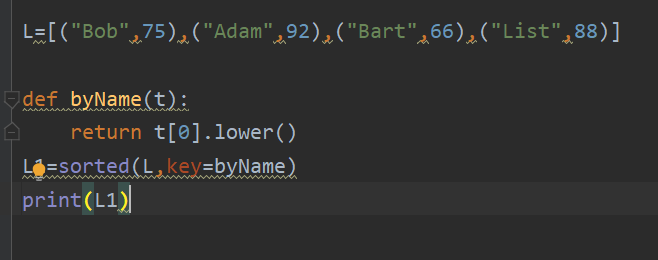 L=[("Bob",75),("Adam",92),("Bart",66),("List",88)]
def byName(t):
    return t[0].lower()
L1=sorted(L,key=byName)
print(L1)